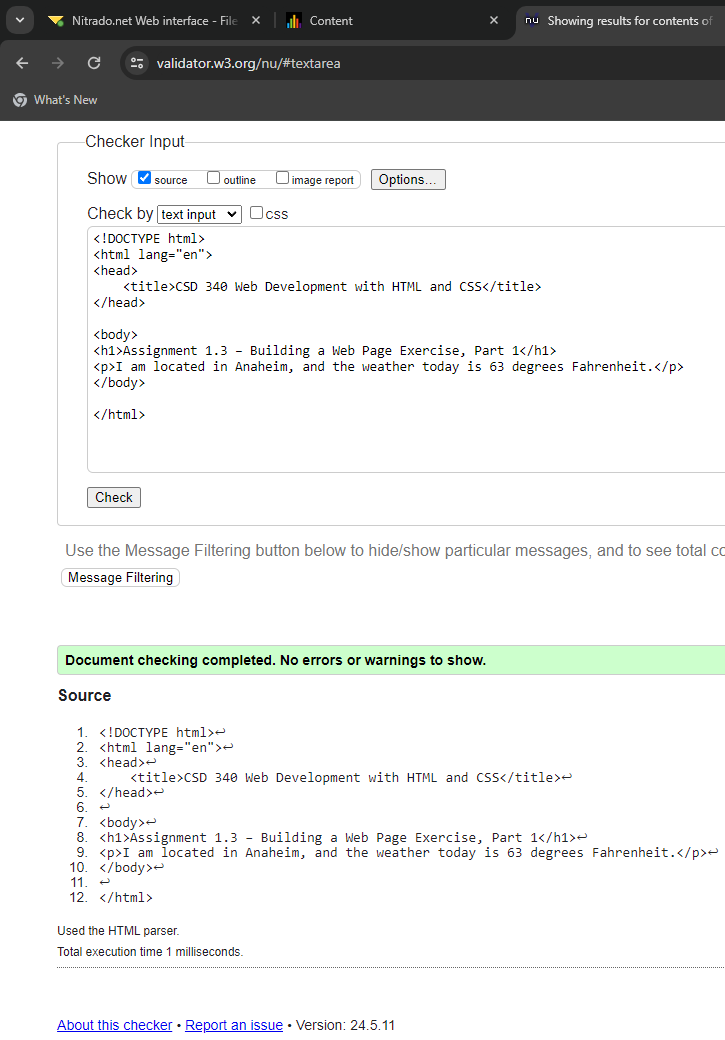 Nitrado.net Web interface - File
Content
nu Showing results for contents of
validator.w3.org/nu/#textarea
What's New
Checker Input
Show source outline image report Options...
Check by text input css
<!DOCTYPE html>
<html lang="en">
<head>
    <title>CSD 340 Web Development with HTML and CSS</title>
</head>
<body>
<h1>Assignment 1.3 – Building a Web Page Exercise, Part 1</h1>
<p>I am located in Anaheim, and the weather today is 63 degrees Fahrenheit.</p>
</body>
</html>
Check
Use the Message Filtering button below to hide/show particular messages, and to see total co
Message Filtering
Document checking completed. No errors or warnings to show.
Source
1. <!DOCTYPE html>↩
2. <html lang="en">↩
3. <head>↩
4.     <title>CSD 340 Web Development with HTML and CSS</title>↩
5. </head>↩
6. ↩
7. <body>↩
8. <h1>Assignment 1.3 – Building a Web Page Exercise, Part 1</h1>↩
9. <p>I am located in Anaheim, and the weather today is 63 degrees Fahrenheit.</p>↩
10. </body>↩
11. ↩
12. </html>
Used the HTML parser.
Total execution time 1 milliseconds.
About this checker • Report an issue • Version: 24.5.11